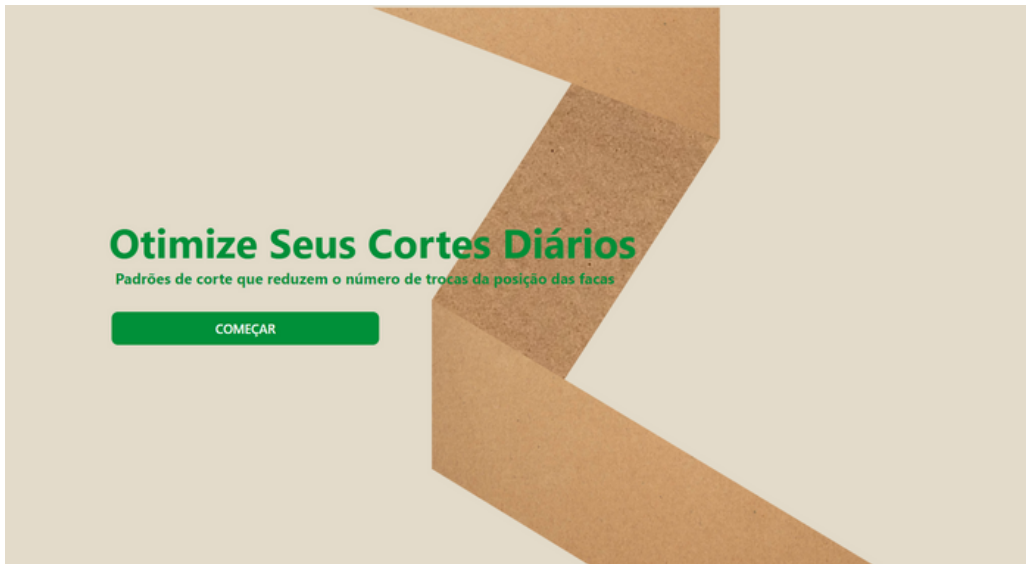 Otimize Seus Cortes Diários
Padrões de corte que reduzem o número de trocas da posição das facas
COMEÇAR